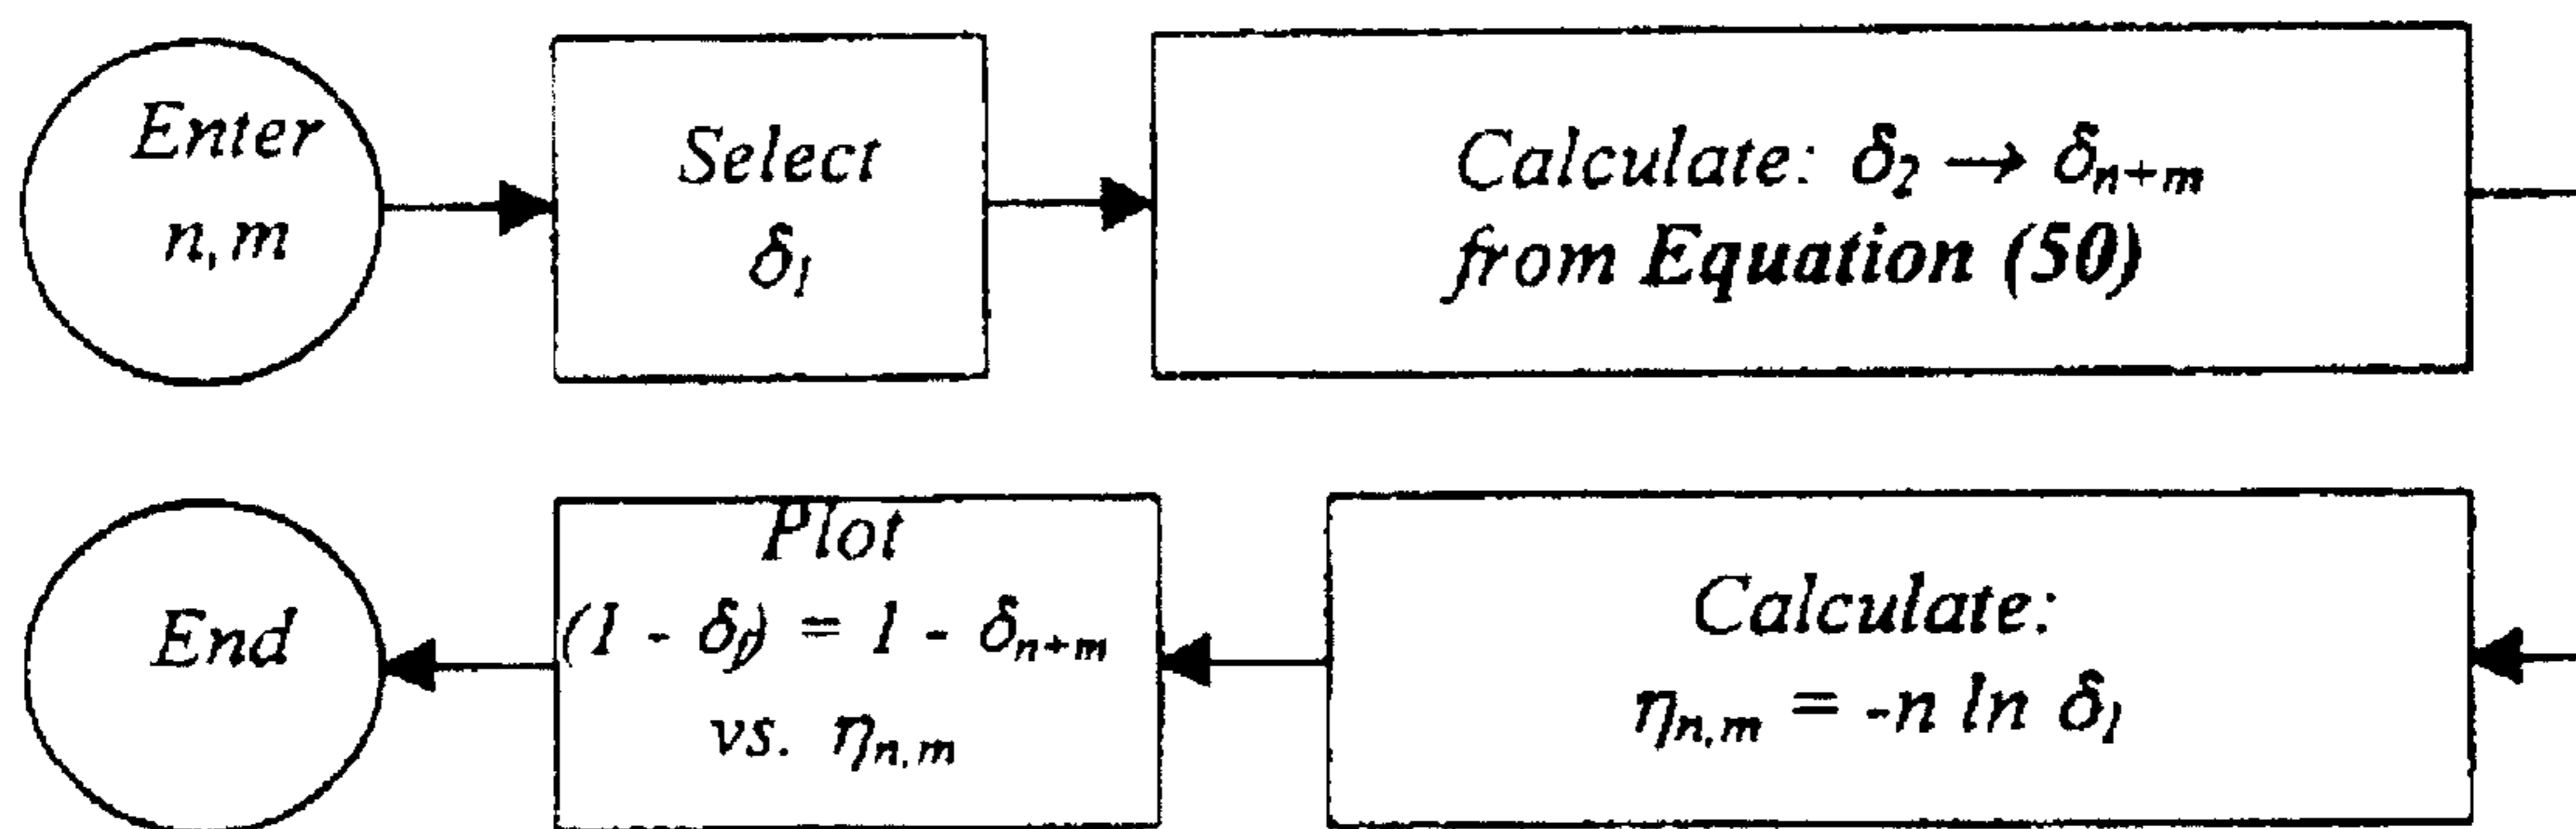 Enter
n, m
Select
δ₁
Calculate: δ₂ → δₙ₊ₘ
from Equation (50)
End
Plot
(1 - δₚ) = 1 - δₙ₊ₘ
vs. ηₙ,ₘ
Calculate:
ηₙ,ₘ = -n ln δ₁